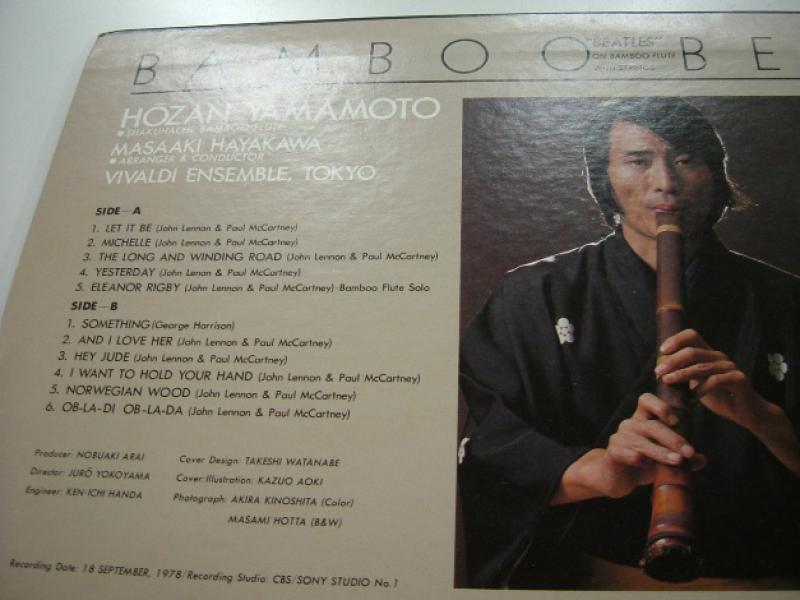 BAMBOO BE
"BEATLES"
ON BAMBOO FLUTE
WITH STRINGS
HŌZAN YAMAMOTO
• SHAKUHACHI, BAMBOO FLUTE
MASAAKI HAYAKAWA
• ARRANGER & CONDUCTOR
VIVALDI ENSEMBLE, TOKYO
SIDE—A
1. LET IT BE (John Lennon & Paul McCartney)
2. MICHELLE (John Lennon & Paul McCartney)
3. THE LONG AND WINDING ROAD (John Lennon & Paul McCartney)
4. YESTERDAY (John Lenon & Paul McCartney)
5. ELEANOR RIGBY (John Lennon & Paul McCartney)-Bamboo Flute Solo
SIDE—B
1. SOMETHING (George Harrison)
2. AND I LOVE HER (John Lennon & Paul McCartney)
3. HEY JUDE (John Lennon & Paul McCartney)
4. I WANT TO HOLD YOUR HAND (John Lennon & Paul McCartney)
5. NORWEGIAN WOOD (John Lennon & Paul McCartney)
6. OB-LA-DI OB-LA-DA (John Lennon & Paul McCartney)
Producer: NOBUAKI ARAI
Director: JURŌ YOKOYAMA
Engineer: KEN-ICHI HANDA
Cover Design: TAKESHI WATANABE
Cover Illustration: KAZUO AOKI
Photograph: AKIRA KINOSHITA (Color)
MASAMI HOTTA (B&W)
Recording Date: 18 SEPTEMBER, 1978/Recording Studio: CBS/SONY STUDIO No.1